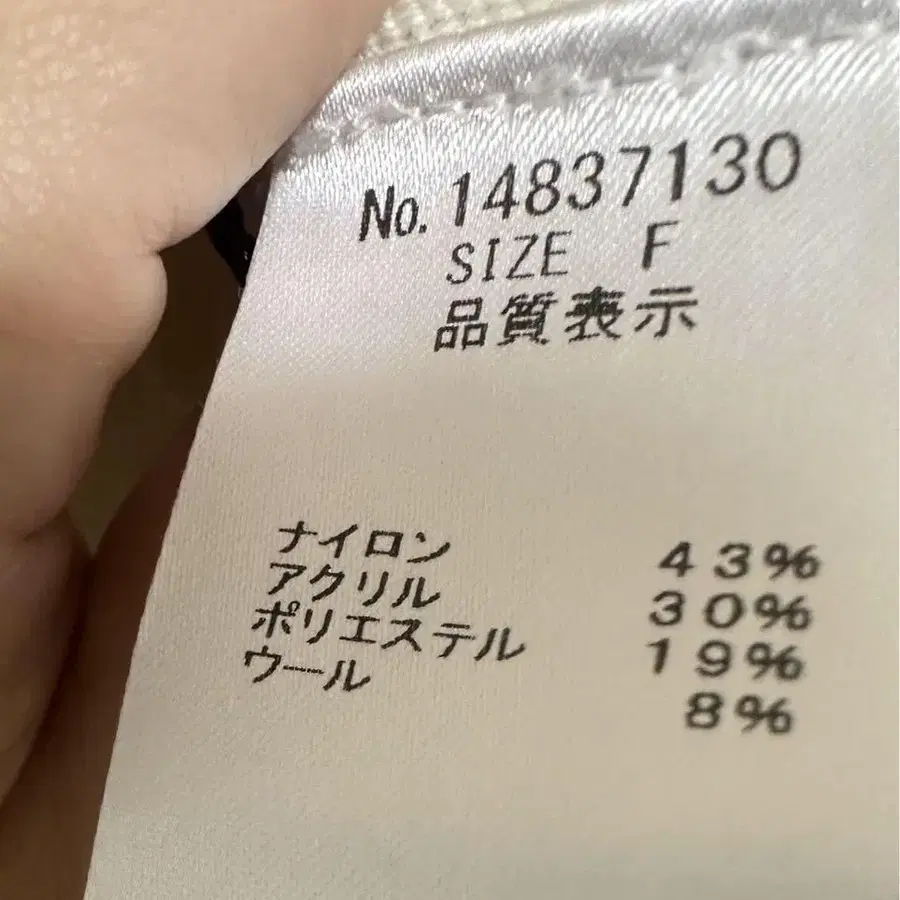 No.14837130
SIZE F
品質表示
ナイロン 43%
アクリル 30%
ポリエステル 19%
ウール 8%